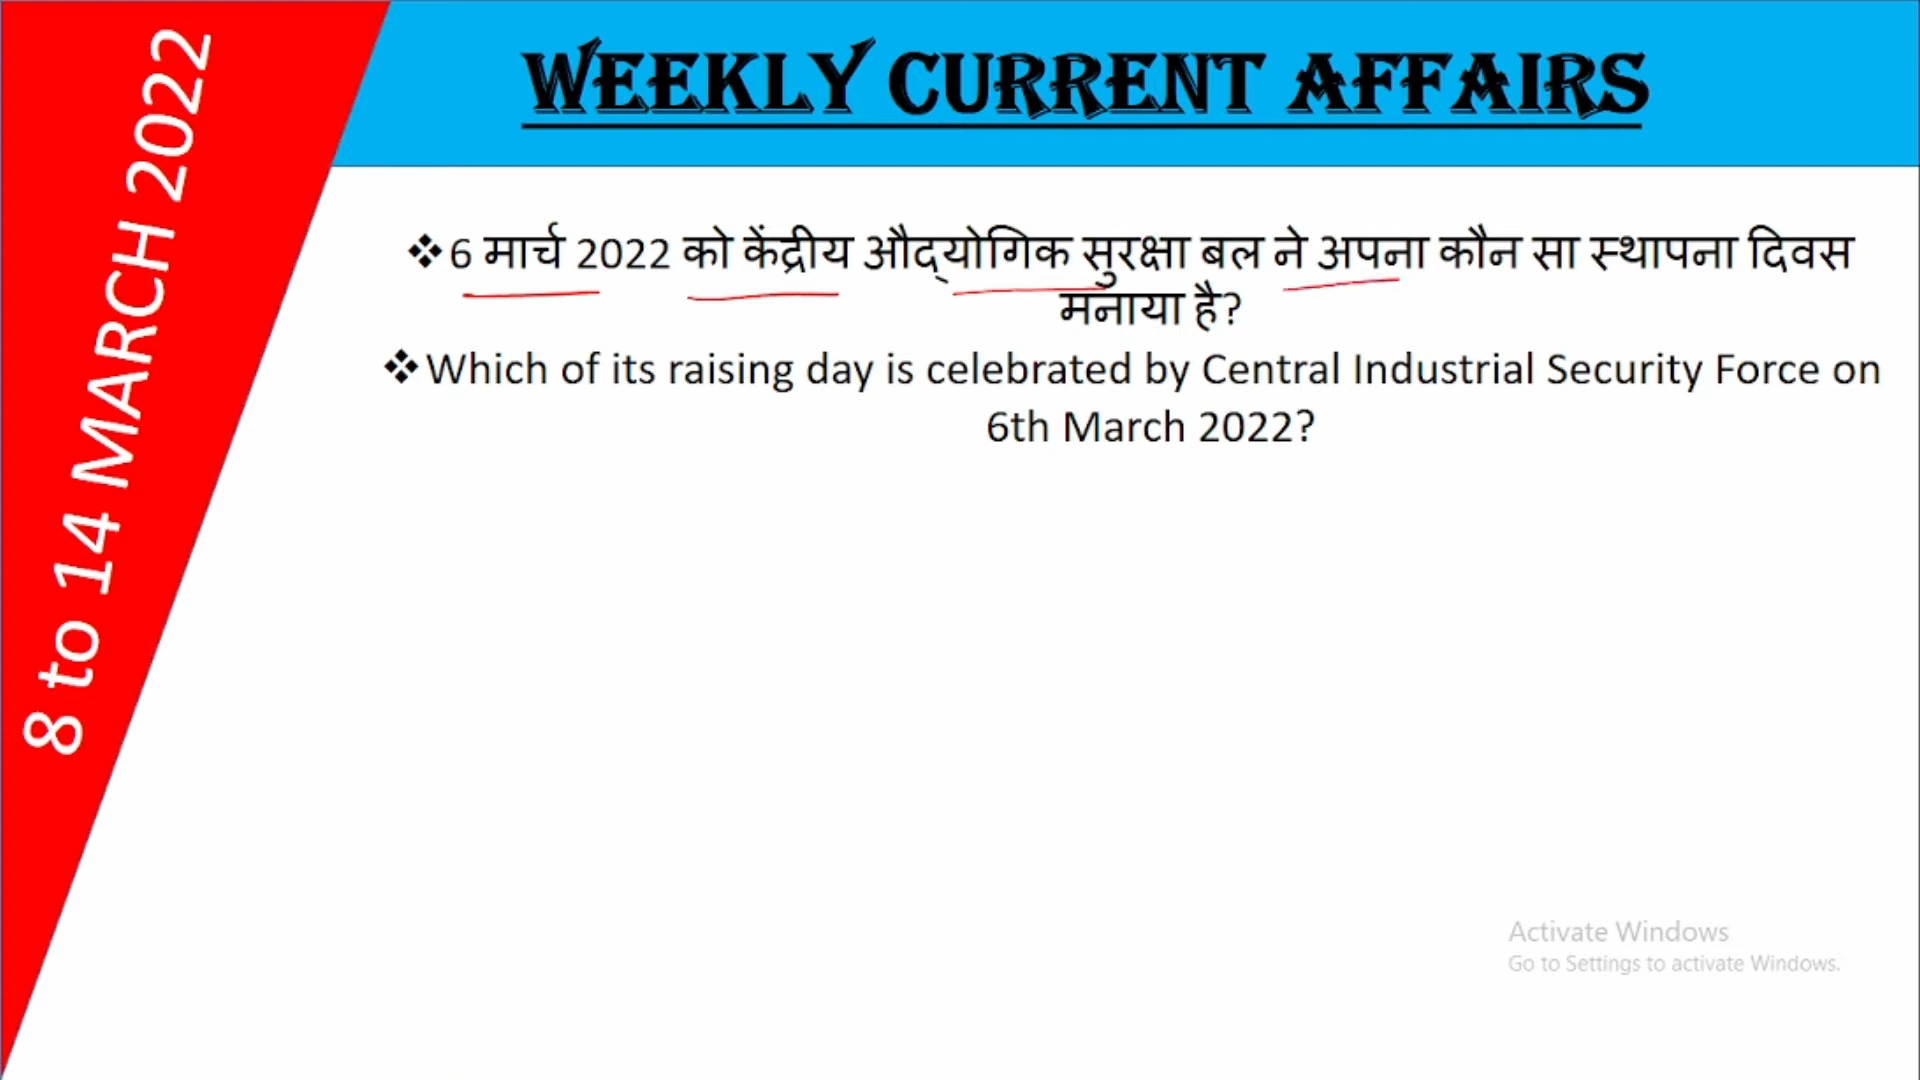 WEEKLY CURRENT AFFAIRS
8 to 14 MARCH 2022
❖6 मार्च 2022 को केंद्रीय औद्योगिक सुरक्षा बल ने अपना कौन सा स्थापना दिवस
मनाया है?
❖Which of its raising day is celebrated by Central Industrial Security Force on
6th March 2022?
Activate Windows
Go to Settings to activate Windows.